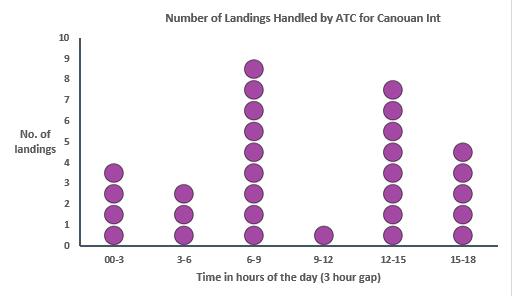 Number of Landings Handled by ATC for Canouan Int
10
9
8
7
6
5
4
3
2
1
0
No. of
landings
00-3 3-6 6-9 9-12 12-15 15-18
Time in hours of the day (3 hour gap)